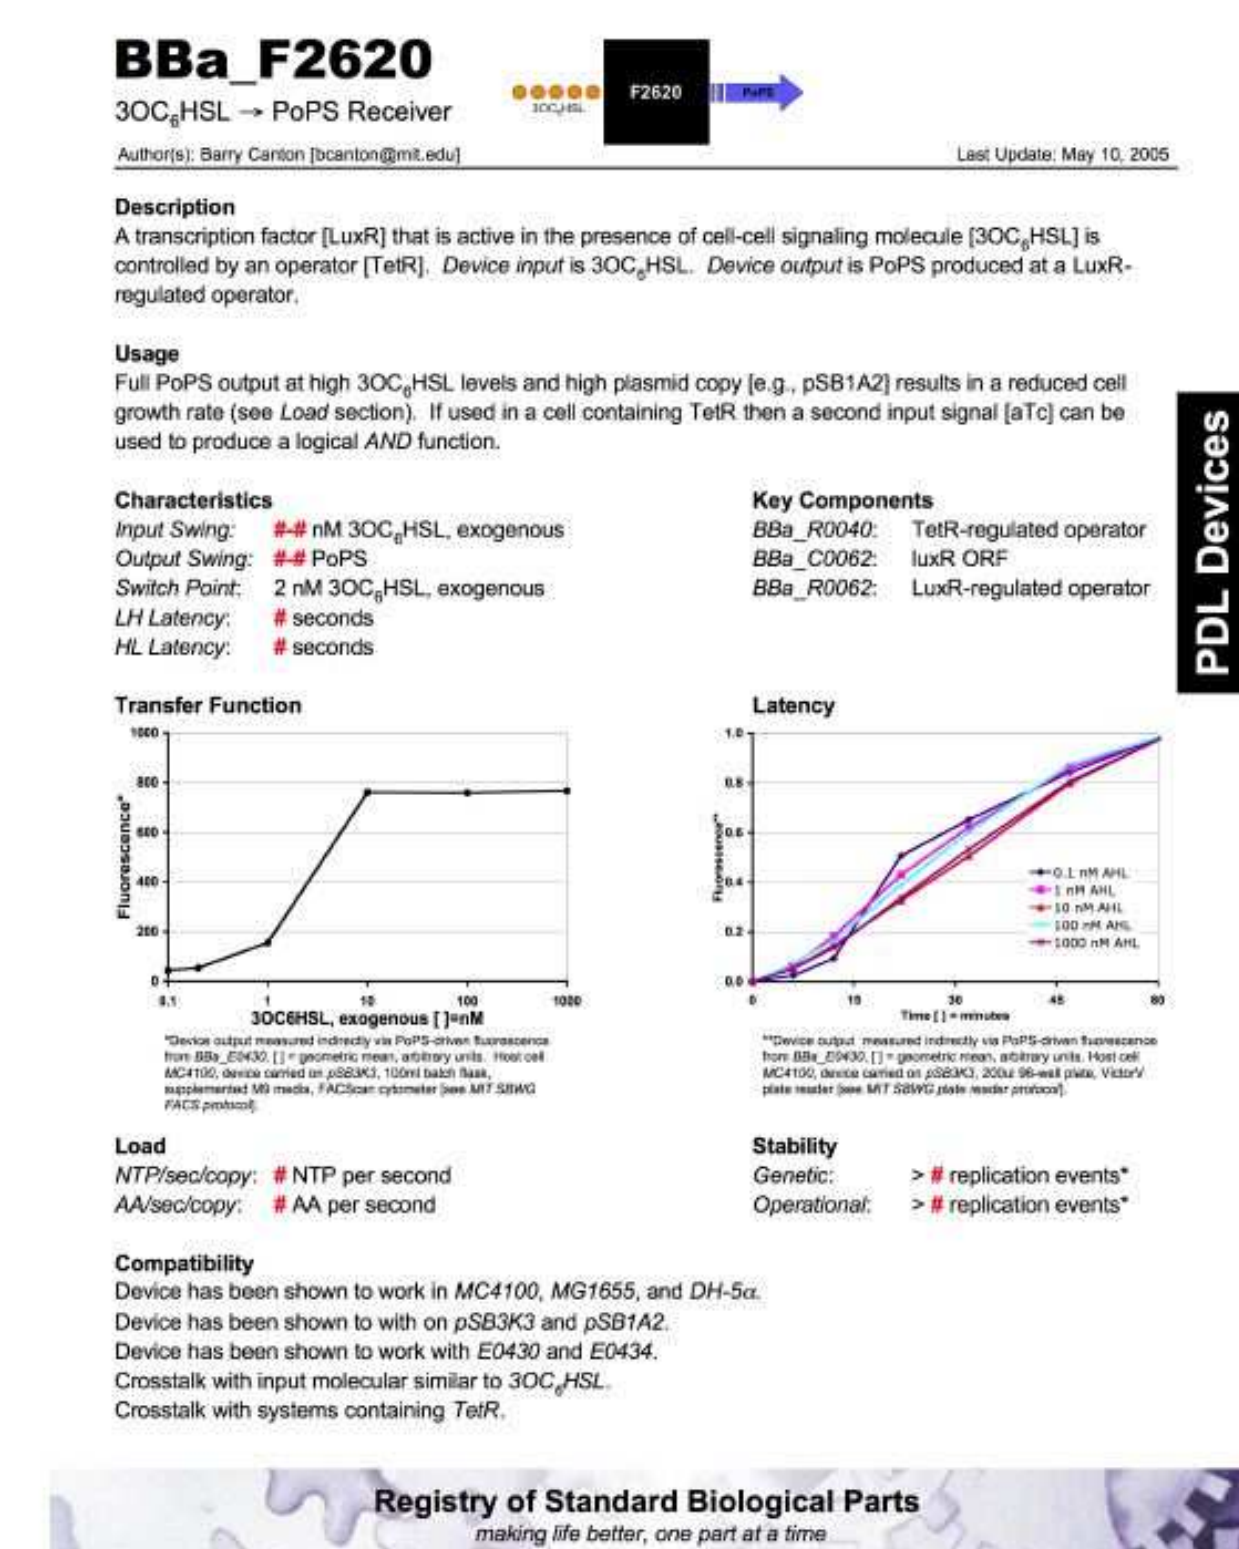 BBa_F2620
3OC₆HSL → PoPS Receiver
3OC₆HSL
F2620
PoPS
Author(s): Barry Canton [bcanton@mit.edu]
Last Update: May 10, 2005
Description
A transcription factor [LuxR] that is active in the presence of cell-cell signaling molecule [3OC₆HSL] is
controlled by an operator [TetR]. Device input is 3OC₆HSL. Device output is PoPS produced at a LuxR-
regulated operator.
Usage
Full PoPS output at high 3OC₆HSL levels and high plasmid copy [e.g., pSB1A2] results in a reduced cell
growth rate (see Load section). If used in a cell containing TetR then a second input signal [aTc] can be
used to produce a logical AND function.
PDL Devices
Characteristics
Input Swing: #-# nM 3OC₆HSL, exogenous
Output Swing: #-# PoPS
Switch Point: 2 nM 3OC₆HSL, exogenous
LH Latency: # seconds
HL Latency: # seconds
Key Components
BBa_R0040: TetR-regulated operator
BBa_C0062: luxR ORF
BBa_R0062: LuxR-regulated operator
Transfer Function
1000
800
600
400
200
0
Fluorescence*
0.1 1 10 100 1000
3OC6HSL, exogenous [ ]=nM
*Device output measured indirectly via PoPS-driven fluorescence
from BBa_E0430. [ ] = geometric mean, arbitrary units. Host cell
MC4100, device carried on pSB3K3, 100ml batch flask,
supplemented M9 media, FACScan cytometer [see MIT SBWG
FACS protocol].
Latency
1.0
0.8
0.6
0.4
0.2
0.0
Fluorescence**
0.1 nM AHL
1 nM AHL
10 nM AHL
100 nM AHL
1000 nM AHL
0 15 30 45 60
Time [ ] = minutes
**Device output measured indirectly via PoPS-driven fluorescence
from BBa_E0430. [ ] = geometric mean, arbitrary units. Host cell
MC4100, device carried on pSB3K3, 200ul 96-well plate, VictorV
plate reader [see MIT SBWG plate reader protocol].
Load
NTP/sec/copy: # NTP per second
AA/sec/copy: # AA per second
Stability
Genetic: > # replication events*
Operational: > # replication events*
Compatibility
Device has been shown to work in MC4100, MG1655, and DH-5α.
Device has been shown to with on pSB3K3 and pSB1A2.
Device has been shown to work with E0430 and E0434.
Crosstalk with input molecular similar to 3OC₆HSL.
Crosstalk with systems containing TetR.
Registry of Standard Biological Parts
making life better, one part at a time